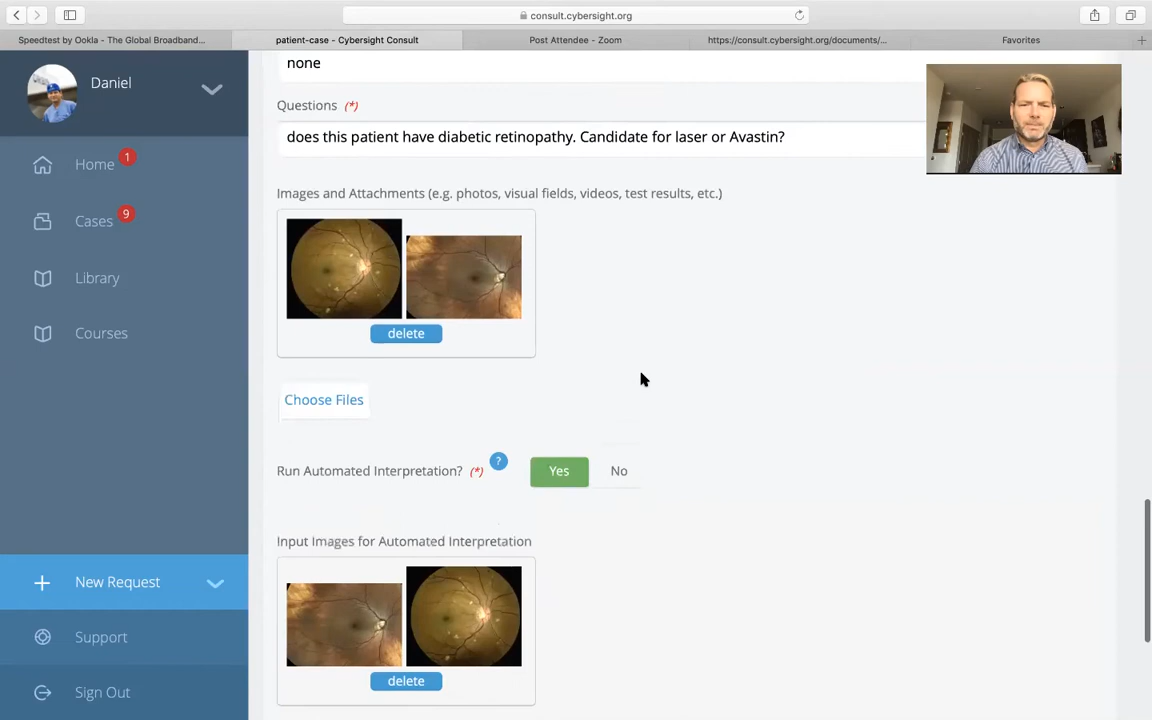 consult.cybersight.org
Speedtest by Ookla - The Global Broadband...
patient-case - Cybersight Consult
Post Attendee - Zoom
https://consult.cybersight.org/documents/...
Favorites
Daniel
Home 1
Cases 9
Library
Courses
New Request
Support
Sign Out
none
Questions (*)
does this patient have diabetic retinopathy. Candidate for laser or Avastin?
Images and Attachments (e.g. photos, visual fields, videos, test results, etc.)
delete
Choose Files
Run Automated Interpretation? (*) ? Yes No
Input Images for Automated Interpretation
delete